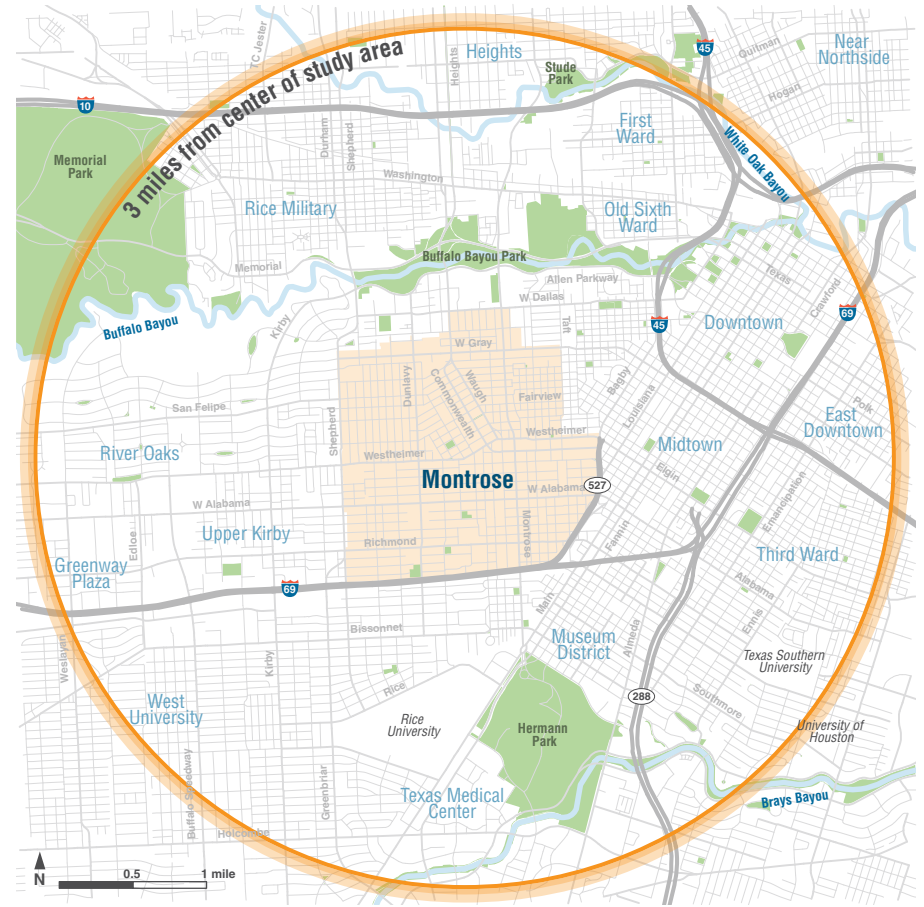 TC Jester
Heights
Heights
45
Quitman
Near
Northside
3 miles from center of study area
Stude
Park
Hogan
10
Durham
Shepherd
First
Ward
White Oak Bayou
Memorial
Park
Washington
Rice Military
Old Sixth
Ward
Buffalo Bayou Park
Memorial
Allen Parkway
Texas
W Dallas
Crawford
Buffalo Bayou
Kirby
Taft
45
Downtown
69
W Gray
Dunlavy
Commonwealth
Waugh
Bagby
Louisiana
Fairview
San Felipe
Polk
Shepherd
Westheimer
East
Downtown
River Oaks
Westheimer
Midtown
Montrose
Elgin
W Alabama
527
Emancipation
W Alabama
Upper Kirby
Edloe
Montrose
Fannin
Richmond
Third Ward
Greenway
Plaza
69
Alabama
Main
Ennis
Bissonnet
Almeda
Museum
District
Weslayan
Kirby
Texas Southern
University
Rice
Southmore
288
West
University
Rice
University
Hermann
Park
University of
Houston
Buffalo Speedway
Greenbriar
Texas Medical
Center
Brays Bayou
Holcombe
N
0.5
1 mile